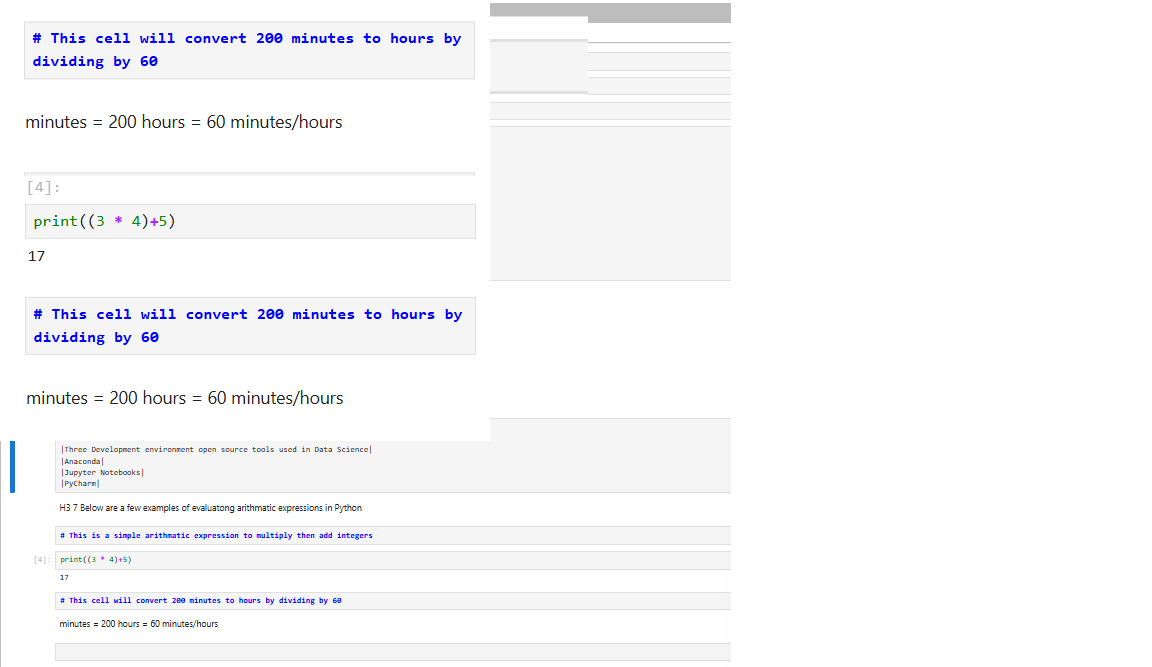 # This cell will convert 200 minutes to hours by
dividing by 60
minutes = 200 hours = 60 minutes/hours
[4]:
print((3 * 4)+5)
17
# This cell will convert 200 minutes to hours by
dividing by 60
minutes = 200 hours = 60 minutes/hours
|Three Development environment open source tools used in Data Science|
|Anaconda|
|Jupyter Notebooks|
|PyCharm|
H3 7 Below are a few examples of evaluatong arithmatic expressions in Python
# This is a simple arithmatic expression to multiply then add integers
[4]: print((3 * 4)+5)
17
# This cell will convert 200 minutes to hours by dividing by 60
minutes = 200 hours = 60 minutes/hours